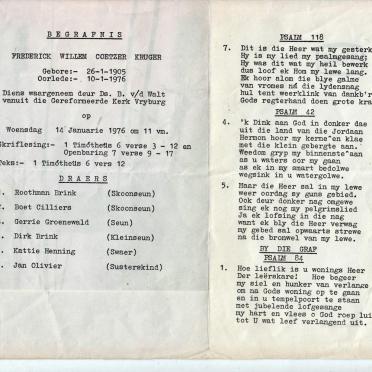 BEGRAFNIS
FREDERICK WILLEM COETZER KRUGER
Gebore:- 26-1-1905
Oorlede:- 10-1-1976
Diens waargeneem deur Ds. B. v/d Walt
vanuit die Gereformeerde Kerk Vryburg
op
Woensdag 14 Januarie 1976 om 11 vm.
Skriflesing:- 1 Timótheüs 6 verse 3 - 12 en
Openbaring 7 verse 9 - 17
Teks:- 1 Timótheüs 6 vers 12
DRAERS
Roothman Brink (Skoonseun)
Boet Cilliers (Skoonseun)
Gerrie Groenewald (Seun)
Dirk Brink (Kleinseun)
Kattie Henning (Swaer)
Jan Olivier (Susterskind)
PSALM 118
7. Dit is die Heer wat my gesterk
Hy is my lied my psalmgesang;
Hy was dit wat my heil bewerk
dus loof ek Hom my lewe lang.
Ek hoor alom die blye galme
van vromes nd die lydensnag
hul tent weerklink van dankb'r
Gods regterhand doen grote kra
PSALM 42
4. 'k Dink aan God in donker dae
uit die land van die Jordaan
Hermon hoor my kerme en klae
met die klein gebergte aan.
Weedom gryp my binnenste aan
as u waters oor my gaan
as ek in my smart bedolwe
wegsink in u watergolwe.
5. Maar die Heer sal in my lewe
weer oordag my guns gebied.
Ook deur donker nag omgewe
sing ek nog my pelgrimslied
Ja ek lofsing in die nag
want ek bly die Heer verwag
my gebed sal opwaarts strewe
na die bronwel van my lewe.
BY DIE GRAF
PSALM 84
1. Hoe lieflik is u wonings Heer
Der leërskare! Hoe begeer
my siel en hunker van verlange
om na Gods woning op te gaan
en in u tempelpoort te staan
met jubelende lofgesange
my hart en vlees o God roep lui
tot U wat leef verlangend uit.